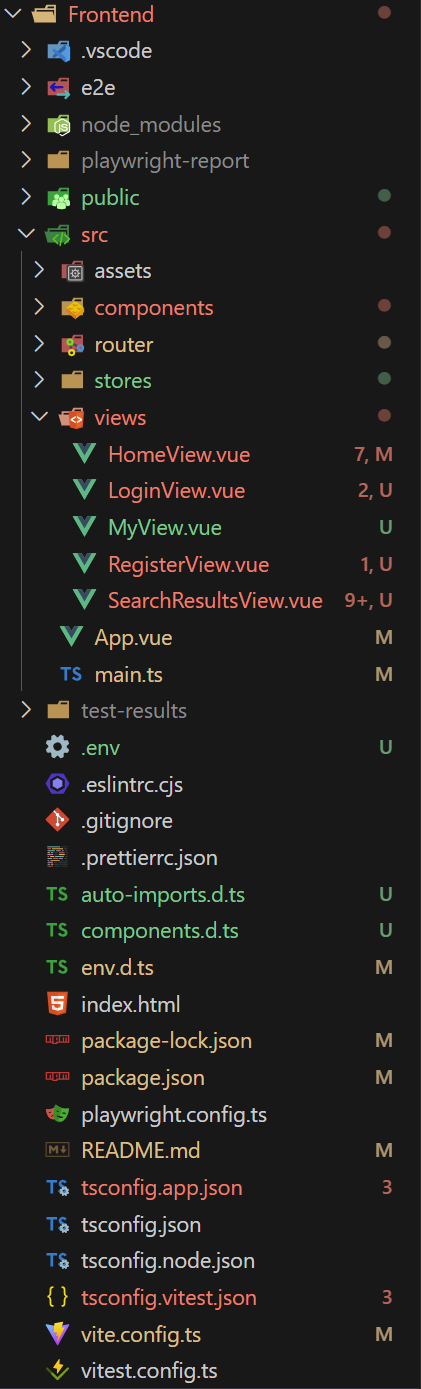 Frontend
.vscode
e2e
node_modules
playwright-report
public
src
assets
components
router
stores
views
HomeView.vue 7, M
LoginView.vue 2, U
MyView.vue U
RegisterView.vue 1, U
SearchResultsView.vue 9+, U
App.vue M
TS main.ts M
test-results
.env U
.eslintrc.cjs
.gitignore
.prettierrc.json
TS auto-imports.d.ts U
TS components.d.ts U
TS env.d.ts M
index.html
package-lock.json M
package.json M
playwright.config.ts
README.md M
TS tsconfig.app.json 3
TS tsconfig.json
TS tsconfig.node.json
{ } tsconfig.vitest.json 3
vite.config.ts M
vitest.config.ts